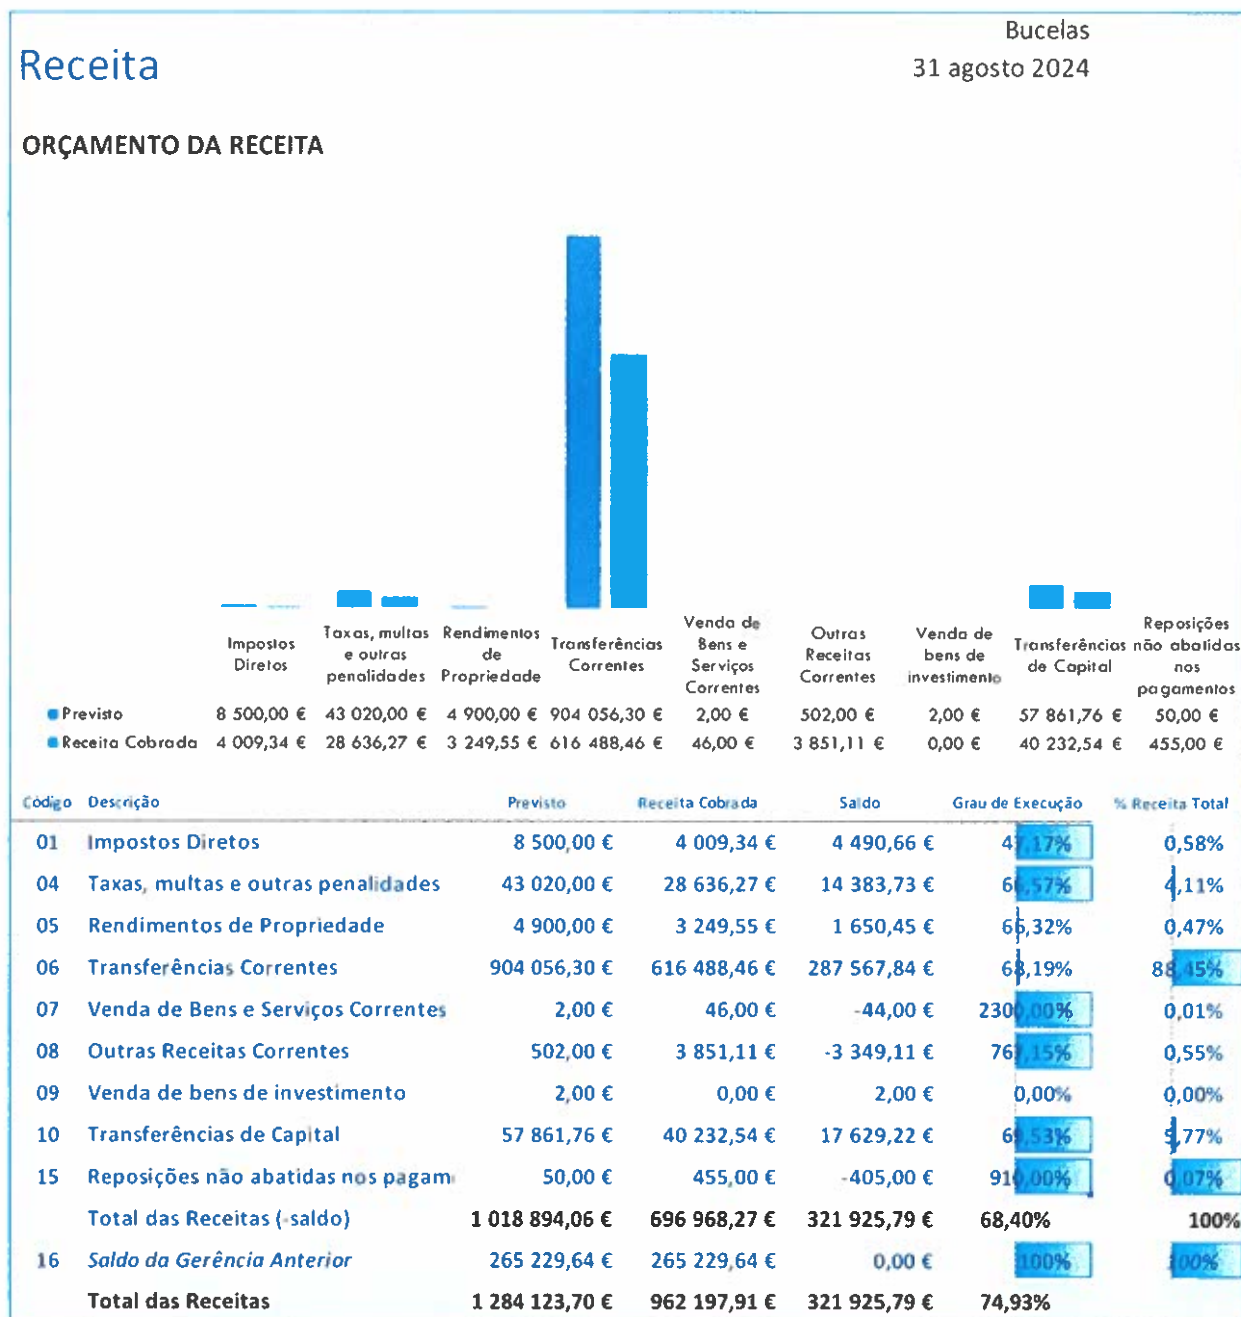 Bucelas
Receita
31 agosto 2024
ORÇAMENTO DA RECEITA
Impostos Diretos
Taxas, multas e outras penalidades
Rendimentos de Propriedade
Transferências Correntes
Venda de Bens e Serviços Correntes
Outras Receitas Correntes
Venda de bens de investimento
Transferências de Capital
Reposições não abatidas nos pagamentos
Previsto 8 500,00 € 43 020,00 € 4 900,00 € 904 056,30 € 2,00 € 502,00 € 2,00 € 57 861,76 € 50,00 €
Receita Cobrada 4 009,34 € 28 636,27 € 3 249,55 € 616 488,46 € 46,00 € 3 851,11 € 0,00 € 40 232,54 € 455,00 €
Código Descrição Previsto Receita Cobrada Saldo Grau de Execução % Receita Total
01 Impostos Diretos 8 500,00 € 4 009,34 € 4 490,66 € 47,17% 0,58%
04 Taxas, multas e outras penalidades 43 020,00 € 28 636,27 € 14 383,73 € 66,57% 4,11%
05 Rendimentos de Propriedade 4 900,00 € 3 249,55 € 1 650,45 € 66,32% 0,47%
06 Transferências Correntes 904 056,30 € 616 488,46 € 287 567,84 € 68,19% 88,45%
07 Venda de Bens e Serviços Correntes 2,00 € 46,00 € -44,00 € 2300,00% 0,01%
08 Outras Receitas Correntes 502,00 € 3 851,11 € -3 349,11 € 767,15% 0,55%
09 Venda de bens de investimento 2,00 € 0,00 € 2,00 € 0,00% 0,00%
10 Transferências de Capital 57 861,76 € 40 232,54 € 17 629,22 € 69,53% 5,77%
15 Reposições não abatidas nos pagam 50,00 € 455,00 € -405,00 € 910,00% 0,07%
Total das Receitas (-saldo) 1 018 894,06 € 696 968,27 € 321 925,79 € 68,40% 100%
16 Saldo da Gerência Anterior 265 229,64 € 265 229,64 € 0,00 € 100% 100%
Total das Receitas 1 284 123,70 € 962 197,91 € 321 925,79 € 74,93%